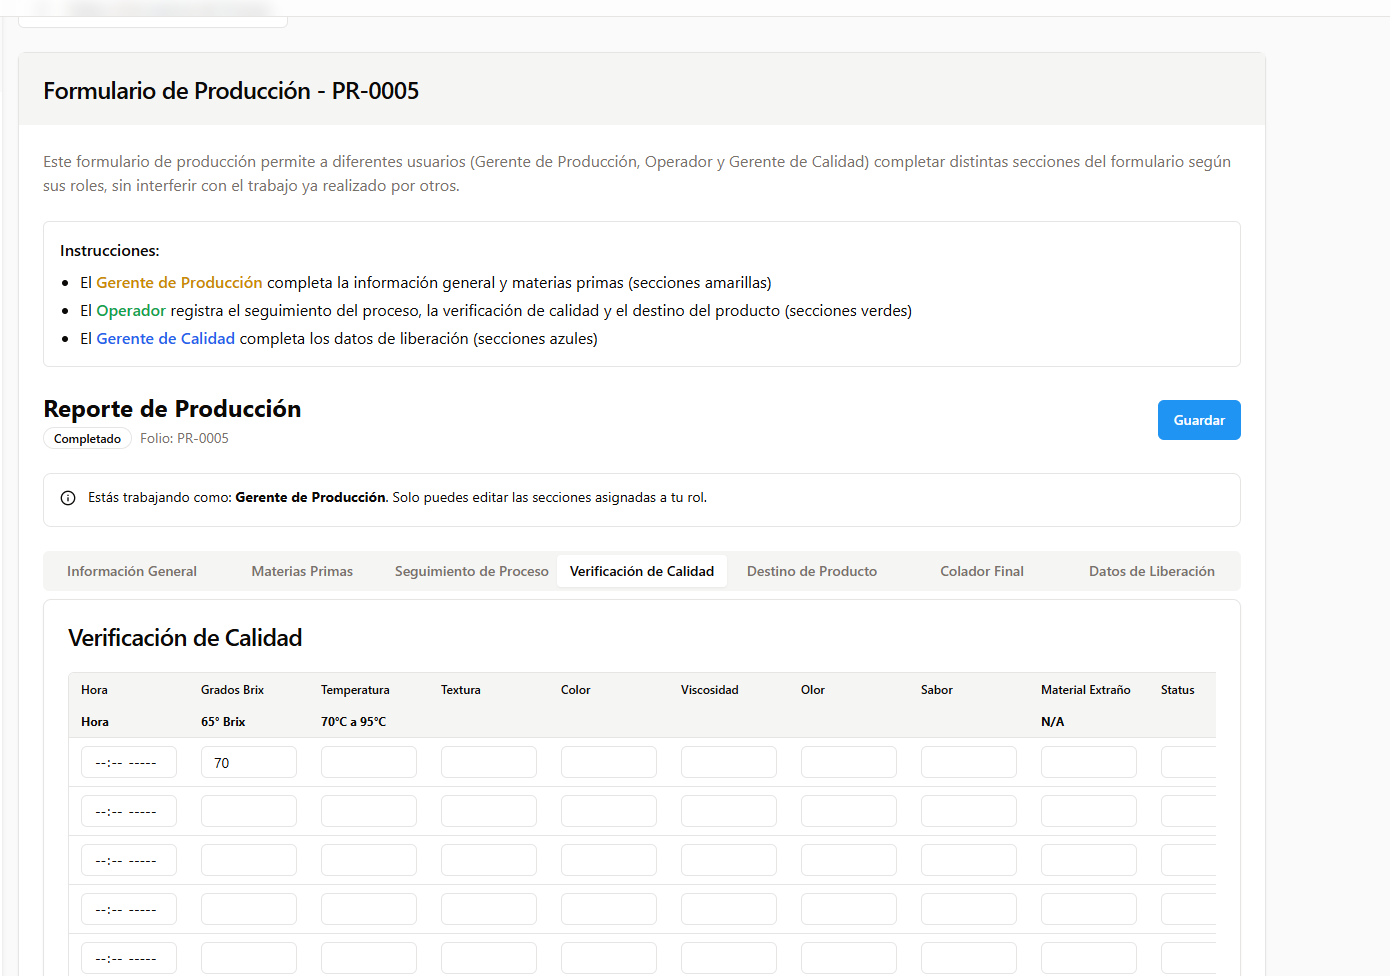 Formulario de Producción - PR-0005
Este formulario de producción permite a diferentes usuarios (Gerente de Producción, Operador y Gerente de Calidad) completar distintas secciones del formulario según
sus roles, sin interferir con el trabajo ya realizado por otros.
Instrucciones:
• El Gerente de Producción completa la información general y materias primas (secciones amarillas)
• El Operador registra el seguimiento del proceso, la verificación de calidad y el destino del producto (secciones verdes)
• El Gerente de Calidad completa los datos de liberación (secciones azules)
Reporte de Producción
Guardar
Completado Folio: PR-0005
Estás trabajando como: Gerente de Producción. Solo puedes editar las secciones asignadas a tu rol.
Información General Materias Primas Seguimiento de Proceso Verificación de Calidad Destino de Producto Colador Final Datos de Liberación
Verificación de Calidad
Hora Grados Brix Temperatura Textura Color Viscosidad Olor Sabor Material Extraño Status
Hora 65° Brix 70°C a 95°C N/A
--:-- ----- 70
--:-- -----
--:-- -----
--:-- -----
--:-- -----